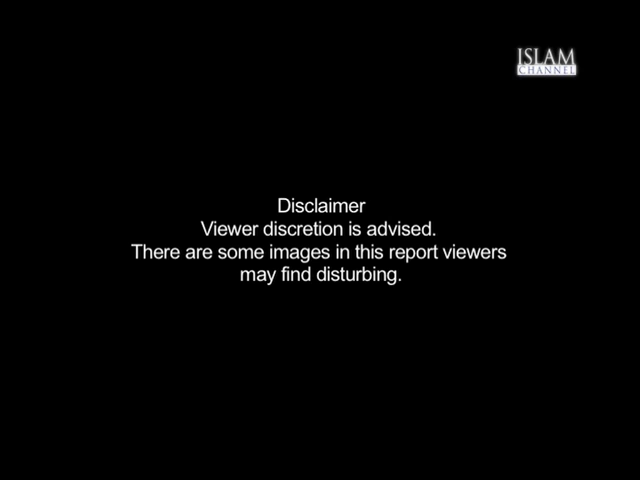 ISLAM
CHANNEL
Disclaimer
Viewer discretion is advised.
There are some images in this report viewers
may find disturbing.